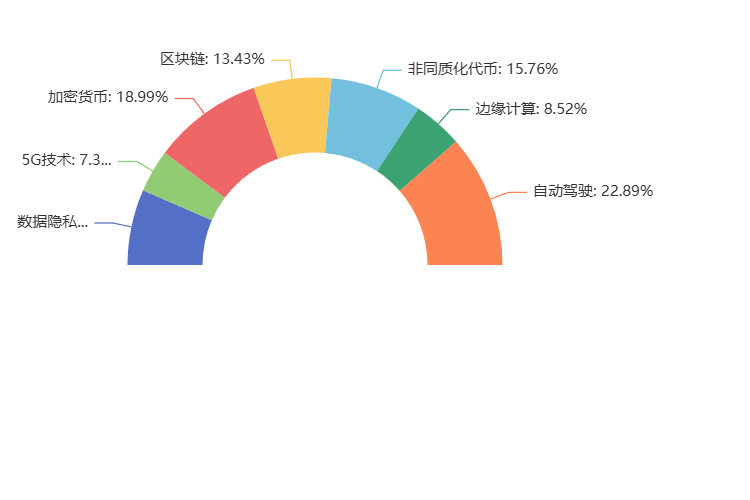 区块链: 13.43%
非同质化代币: 15.76%
加密货币: 18.99%
边缘计算: 8.52%
5G技术: 7.3...
自动驾驶: 22.89%
数据隐私...